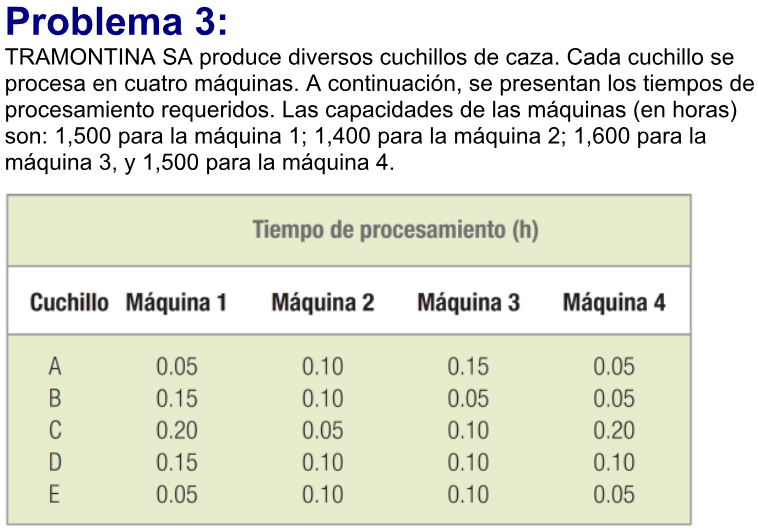 Problema 3:
TRAMONTINA SA produce diversos cuchillos de caza. Cada cuchillo se
procesa en cuatro máquinas. A continuación, se presentan los tiempos de
procesamiento requeridos. Las capacidades de las máquinas (en horas)
son: 1,500 para la máquina 1; 1,400 para la máquina 2; 1,600 para la
máquina 3, y 1,500 para la máquina 4.
Tiempo de procesamiento (h)
Cuchillo Máquina 1 Máquina 2 Máquina 3 Máquina 4
A 0.05 0.10 0.15 0.05
B 0.15 0.10 0.05 0.05
C 0.20 0.05 0.10 0.20
D 0.15 0.10 0.10 0.10
E 0.05 0.10 0.10 0.05